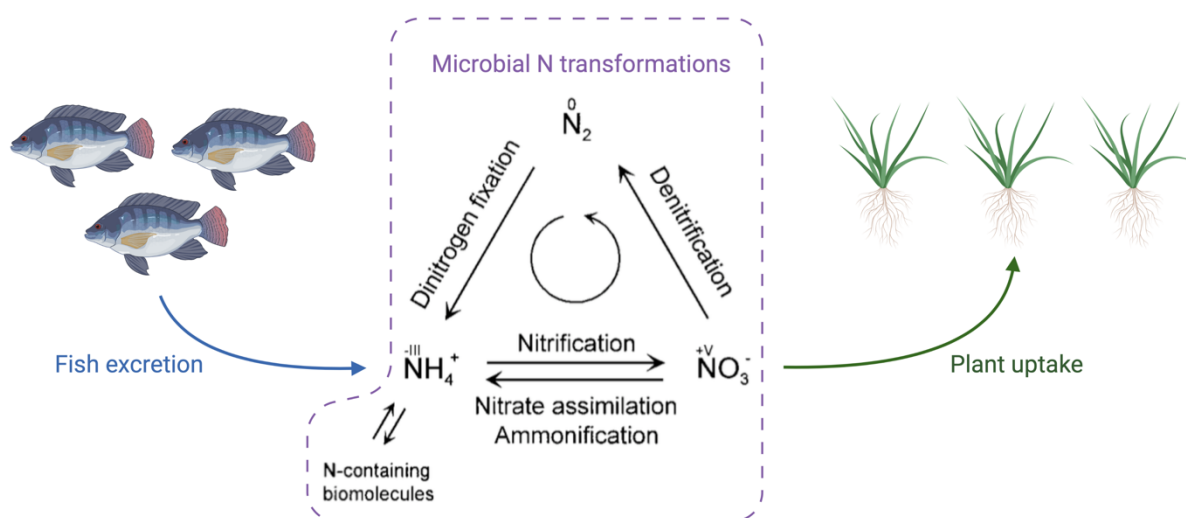 Microbial N transformations
0
N₂
Dinitrogen fixation
Denitrification
Fish excretion
-III
NH₄⁺
Nitrification
Nitrate assimilation
Ammonification
+V
NO₃⁻
Plant uptake
N-containing
biomolecules